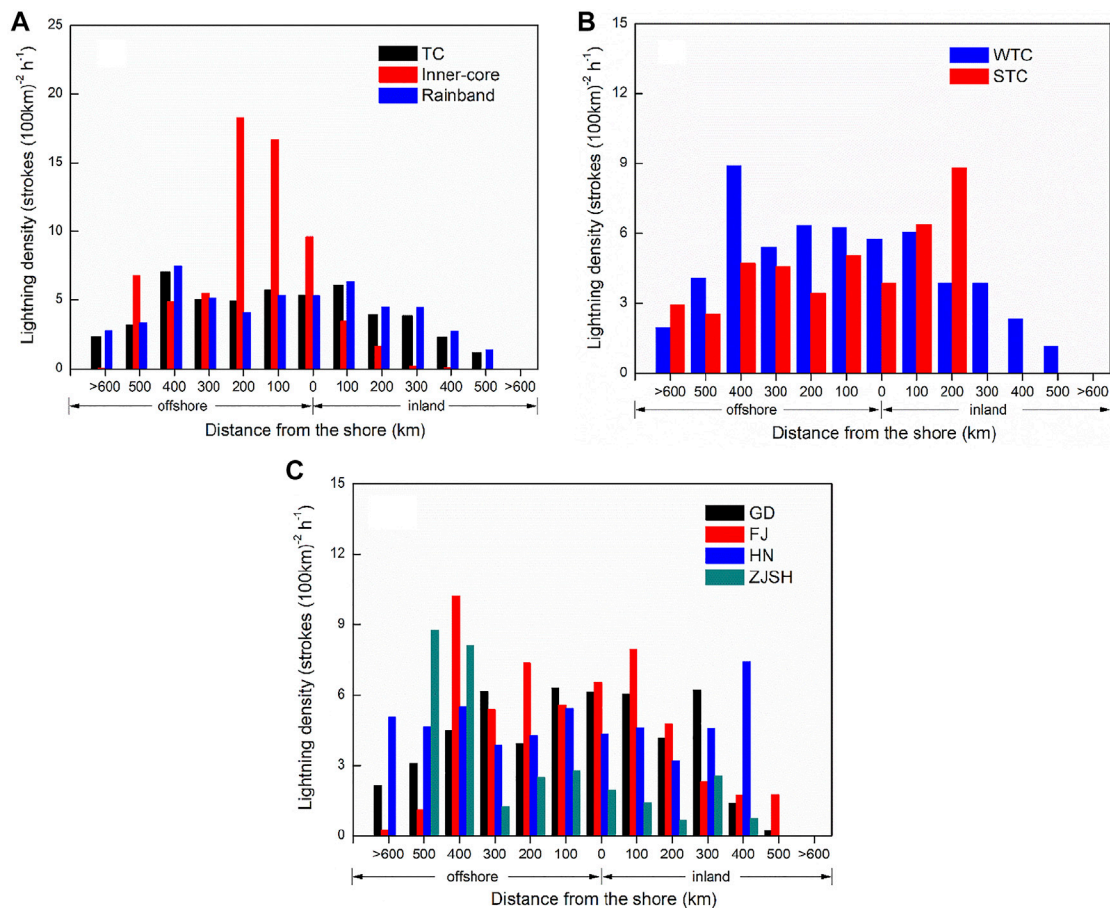 A
Lightning density (strokes (100km)⁻² h⁻¹)
25
20
15
10
5
0
TC
Inner-core
Rainband
>600 500 400 300 200 100 0 100 200 300 400 500 >600
offshore inland
Distance from the shore (km)
B
Lightning density (strokes (100km)⁻² h⁻¹)
15
12
9
6
3
0
WTC
STC
>600 500 400 300 200 100 0 100 200 300 400 500 >600
offshore inland
Distance from the shore (km)
C
Lightning density (strokes (100km)⁻² h⁻¹)
15
12
9
6
3
0
GD
FJ
HN
ZJSH
>600 500 400 300 200 100 0 100 200 300 400 500 >600
offshore inland
Distance from the shore (km)